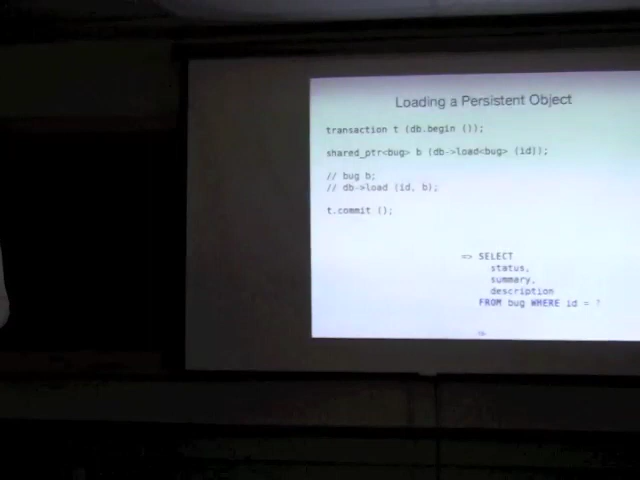 Loading a Persistent Object
transaction t (db.begin ());
shared_ptr<bug> b (db->load<bug> (id));
// bug b;
// db->load (id, b);
t.commit ();
=> SELECT
status,
summary,
description
FROM bug WHERE id = ?